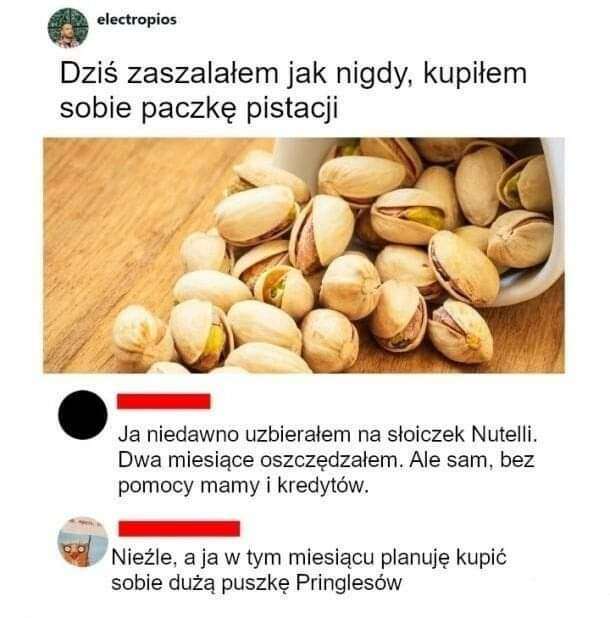 electropios
Dziś zaszalałem jak nigdy, kupiłem
sobie paczkę pistacji
Ja niedawno uzbierałem na słoiczek Nutelli.
Dwa miesiące oszczędzałem. Ale sam, bez
pomocy mamy i kredytów.
Nieźle, a ja w tym miesiącu planuję kupić
sobie dużą puszkę Pringlesów